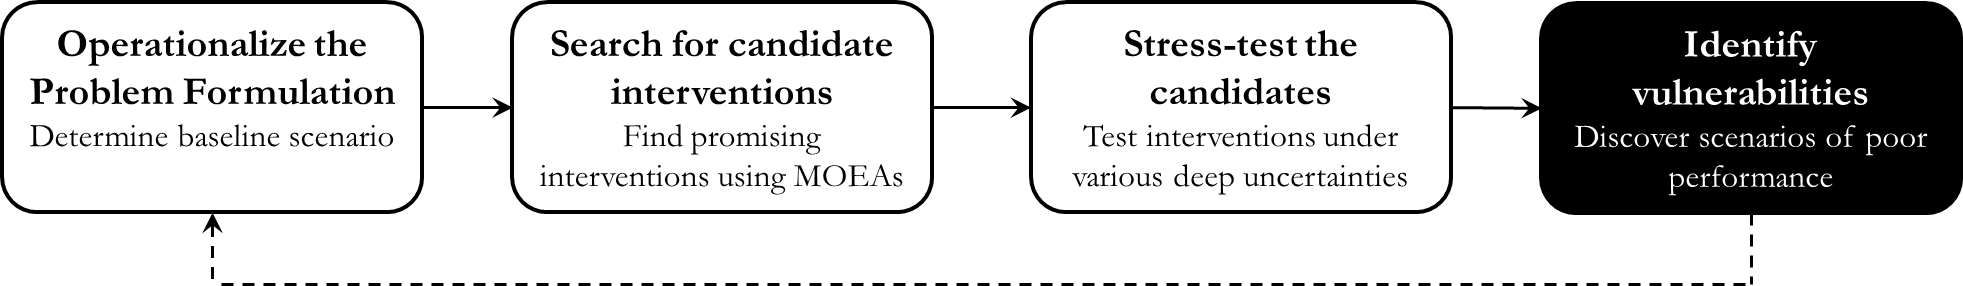 Operationalize the
Problem Formulation
Determine baseline scenario
Search for candidate
interventions
Find promising
interventions using MOEAs
Stress-test the
candidates
Test interventions under
various deep uncertainties
Identify
vulnerabilities
Discover scenarios of poor
performance